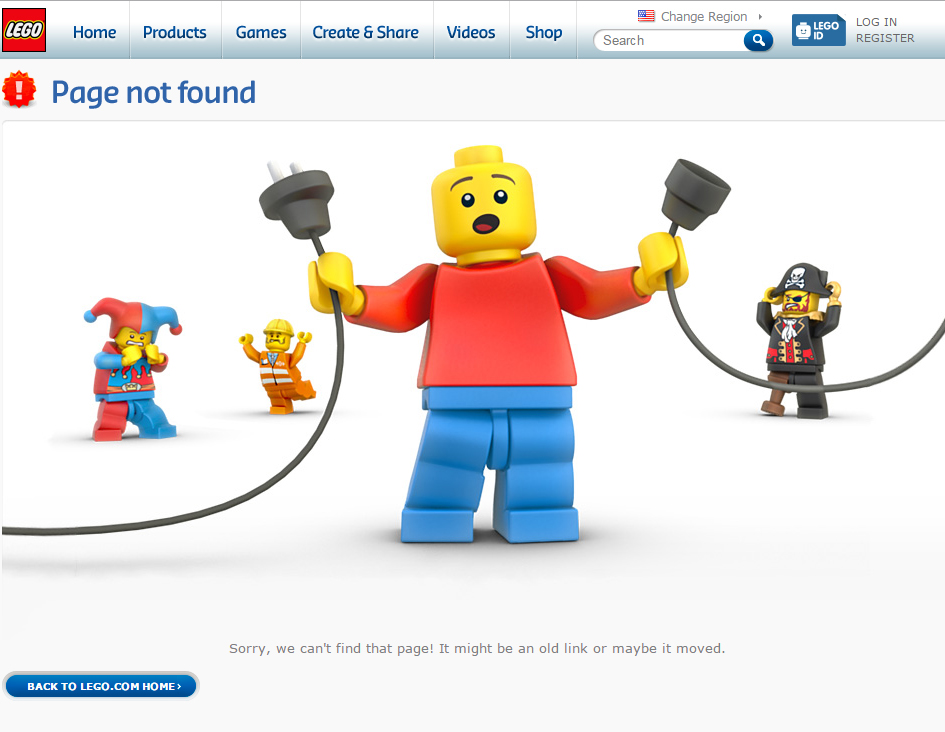 LEGO
Home
Products
Games
Create & Share
Videos
Shop
Change Region
Search
LEGO
ID
LOG IN
REGISTER
!
Page not found
Sorry, we can't find that page! It might be an old link or maybe it moved.
BACK TO LEGO.COM HOME ›